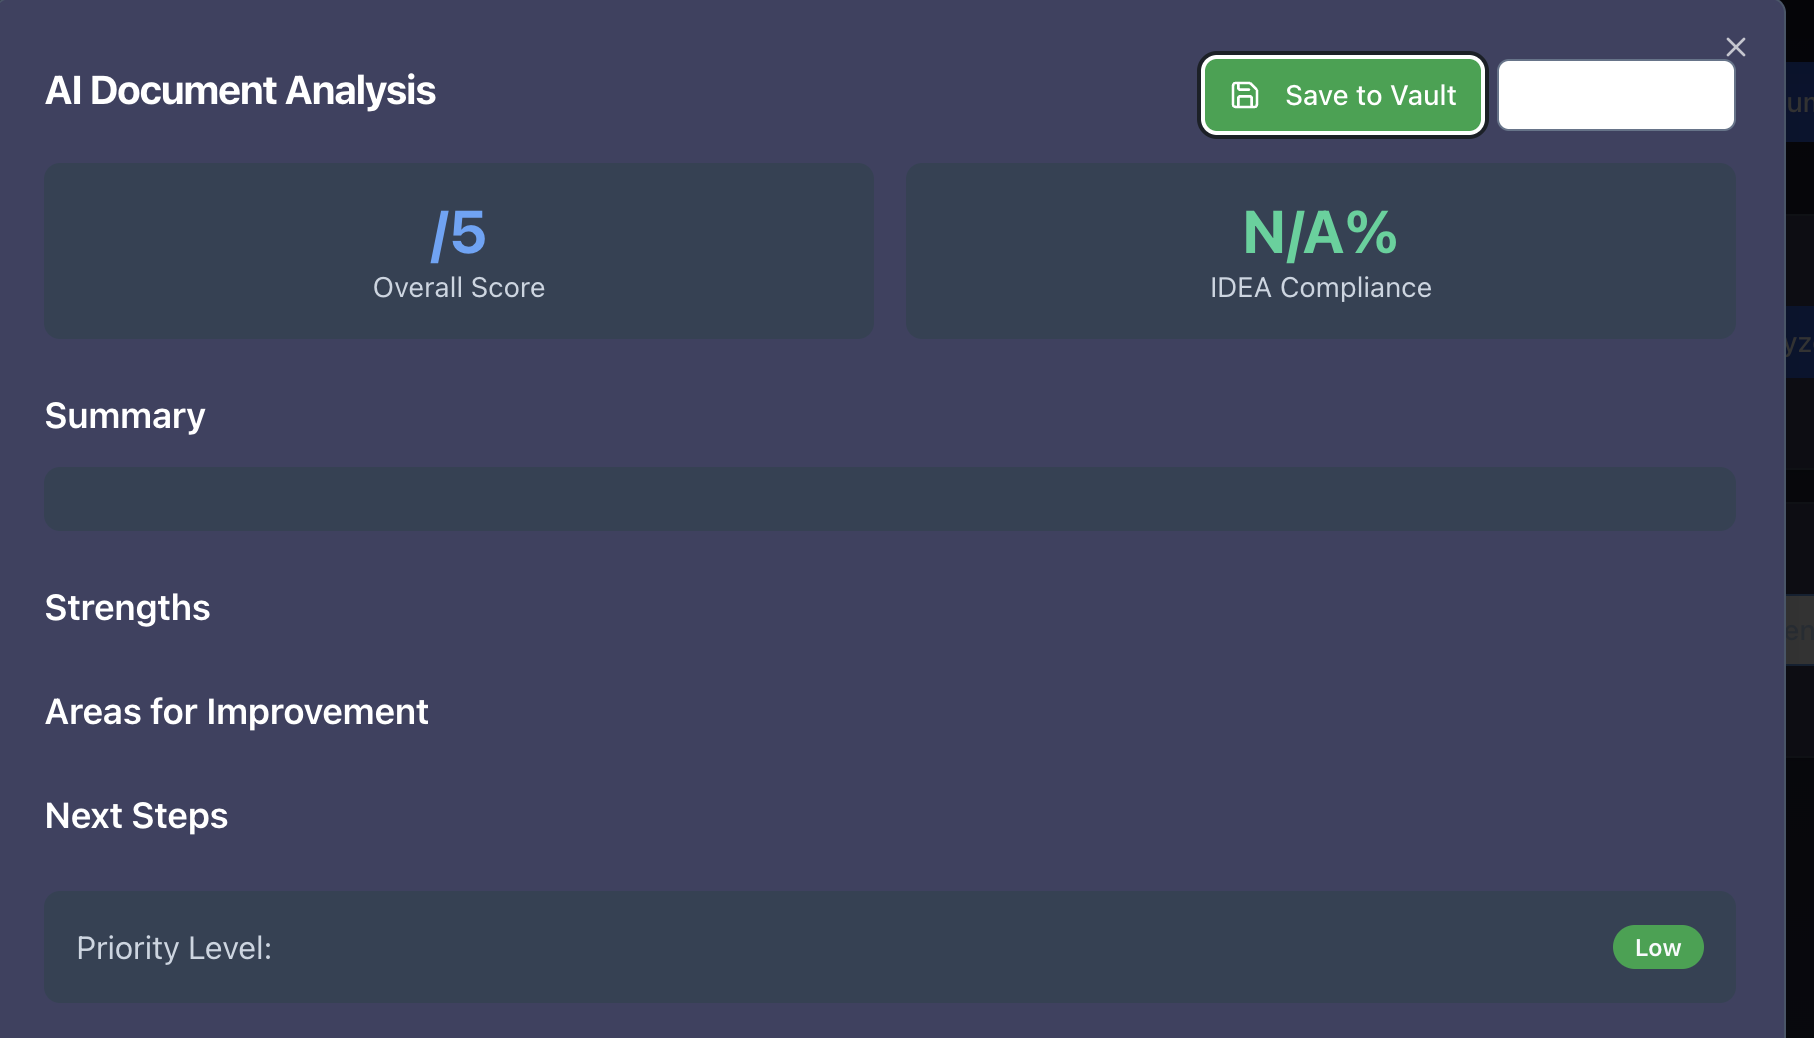 AI Document Analysis
Save to Vault
/5
Overall Score
N/A%
IDEA Compliance
Summary
Strengths
Areas for Improvement
Next Steps
Priority Level:
Low